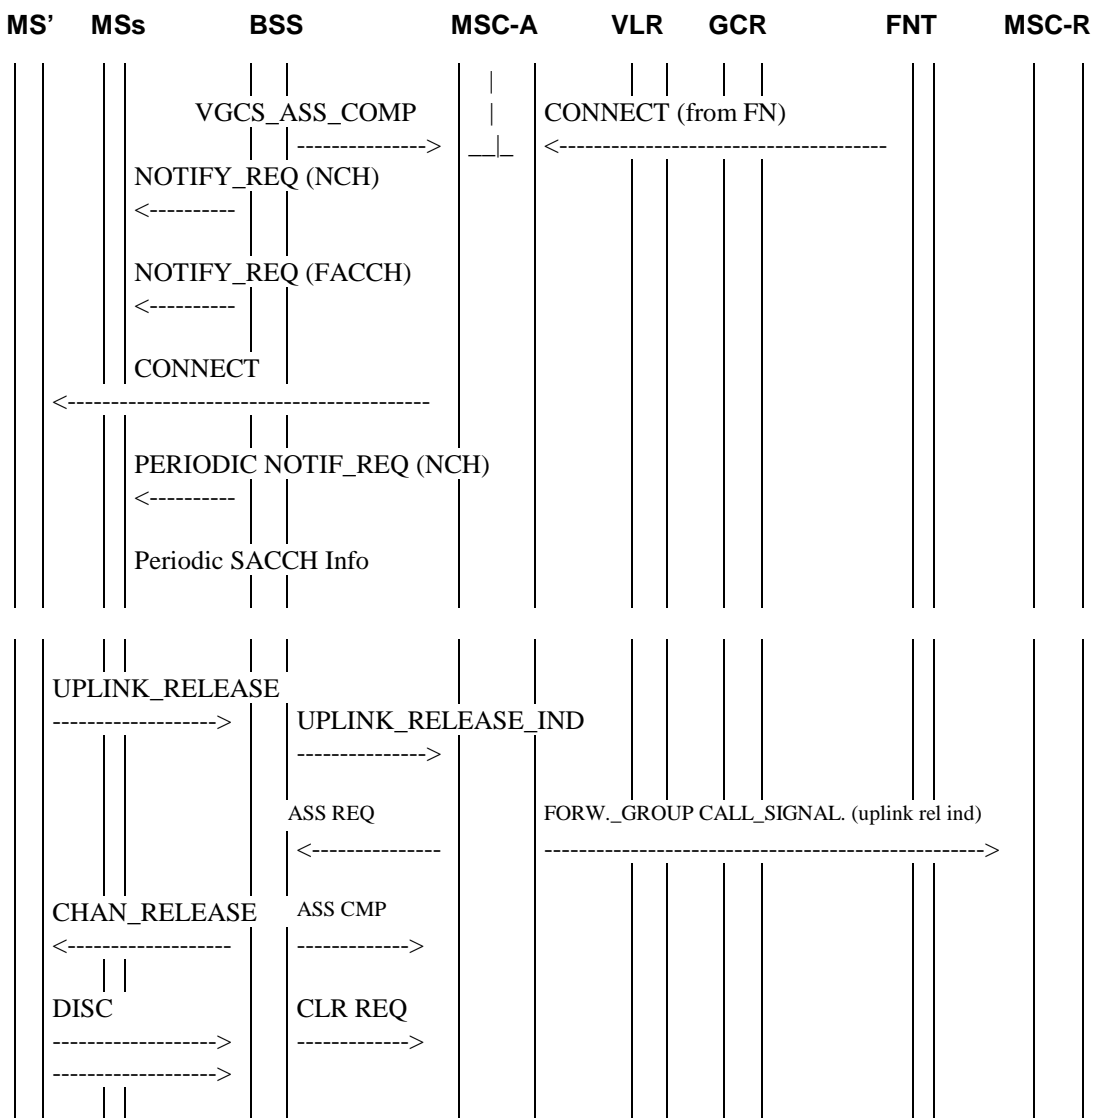 MS’ MSs BSS MSC-A VLR GCR FNT MSC-R
VGCS_ASS_COMP CONNECT (from FN)
NOTIFY_REQ (NCH)
NOTIFY_REQ (FACCH)
CONNECT
PERIODIC NOTIF_REQ (NCH)
Periodic SACCH Info
UPLINK_RELEASE
UPLINK_RELEASE_IND
ASS REQ FORW._GROUP CALL_SIGNAL. (uplink rel ind)
CHAN_RELEASE ASS CMP
DISC CLR REQ